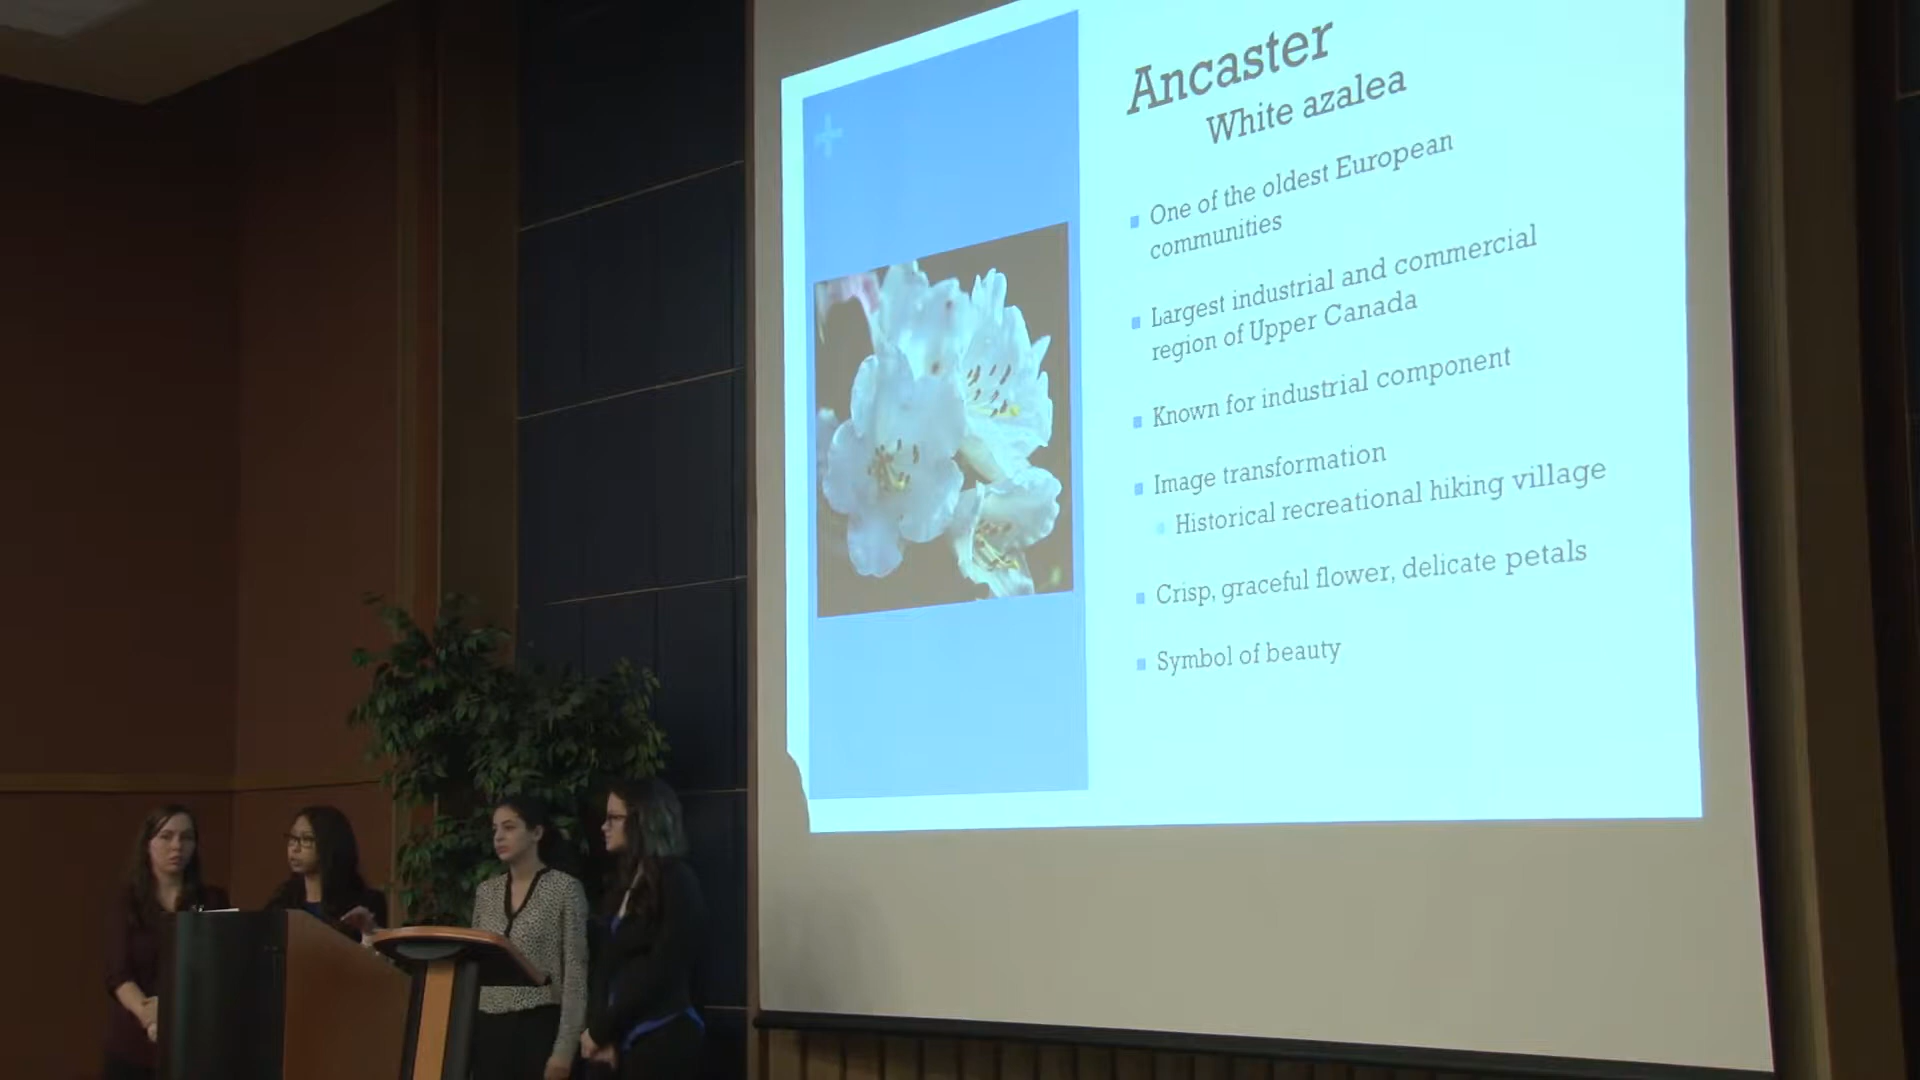 Ancaster
White azalea
One of the oldest European
communities
Largest industrial and commercial
region of Upper Canada
Known for industrial component
Image transformation
Historical recreational hiking village
Crisp, graceful flower, delicate petals
Symbol of beauty